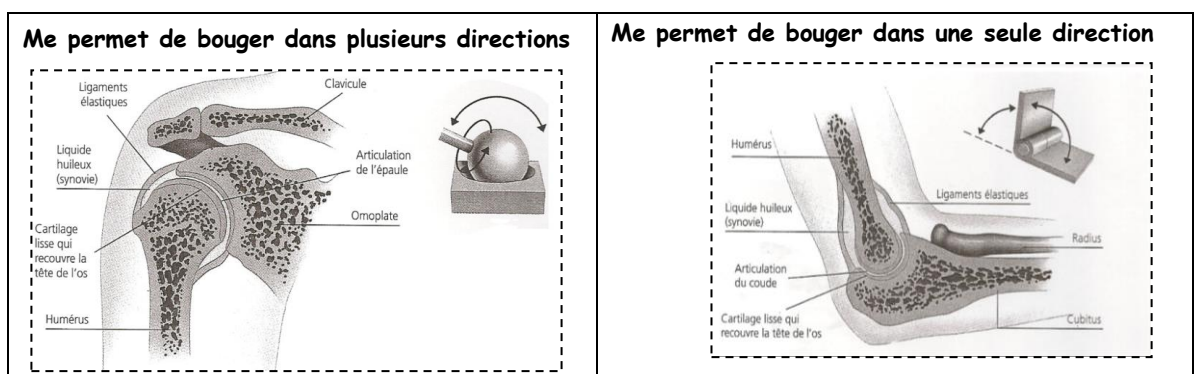 Me permet de bouger dans plusieurs directions
Ligaments
élastiques
Clavicule
Liquide
huileux
(synovie)
Articulation
de l'épaule
Omoplate
Cartilage
lisse qui
recouvre la
tête de l'os
Humérus
Me permet de bouger dans une seule direction
Humérus
Ligaments élastiques
Liquide huileux
(synovie)
Radius
Articulation
du coude
Cartilage lisse qui
recouvre la tête de l'os
Cubitus